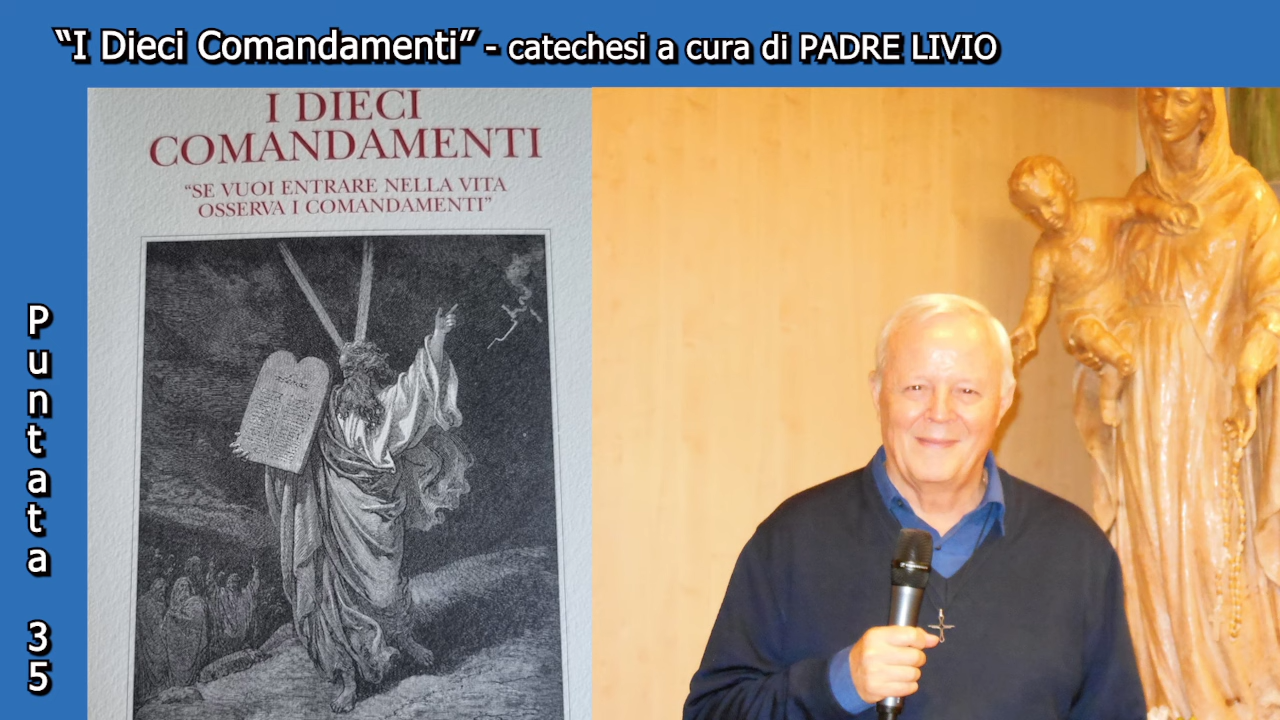 “I Dieci Comandamenti” - catechesi a cura di PADRE LIVIO
I DIECI
COMANDAMENTI
“SE VUOI ENTRARE NELLA VITA
OSSERVA I COMANDAMENTI”
Puntata 35